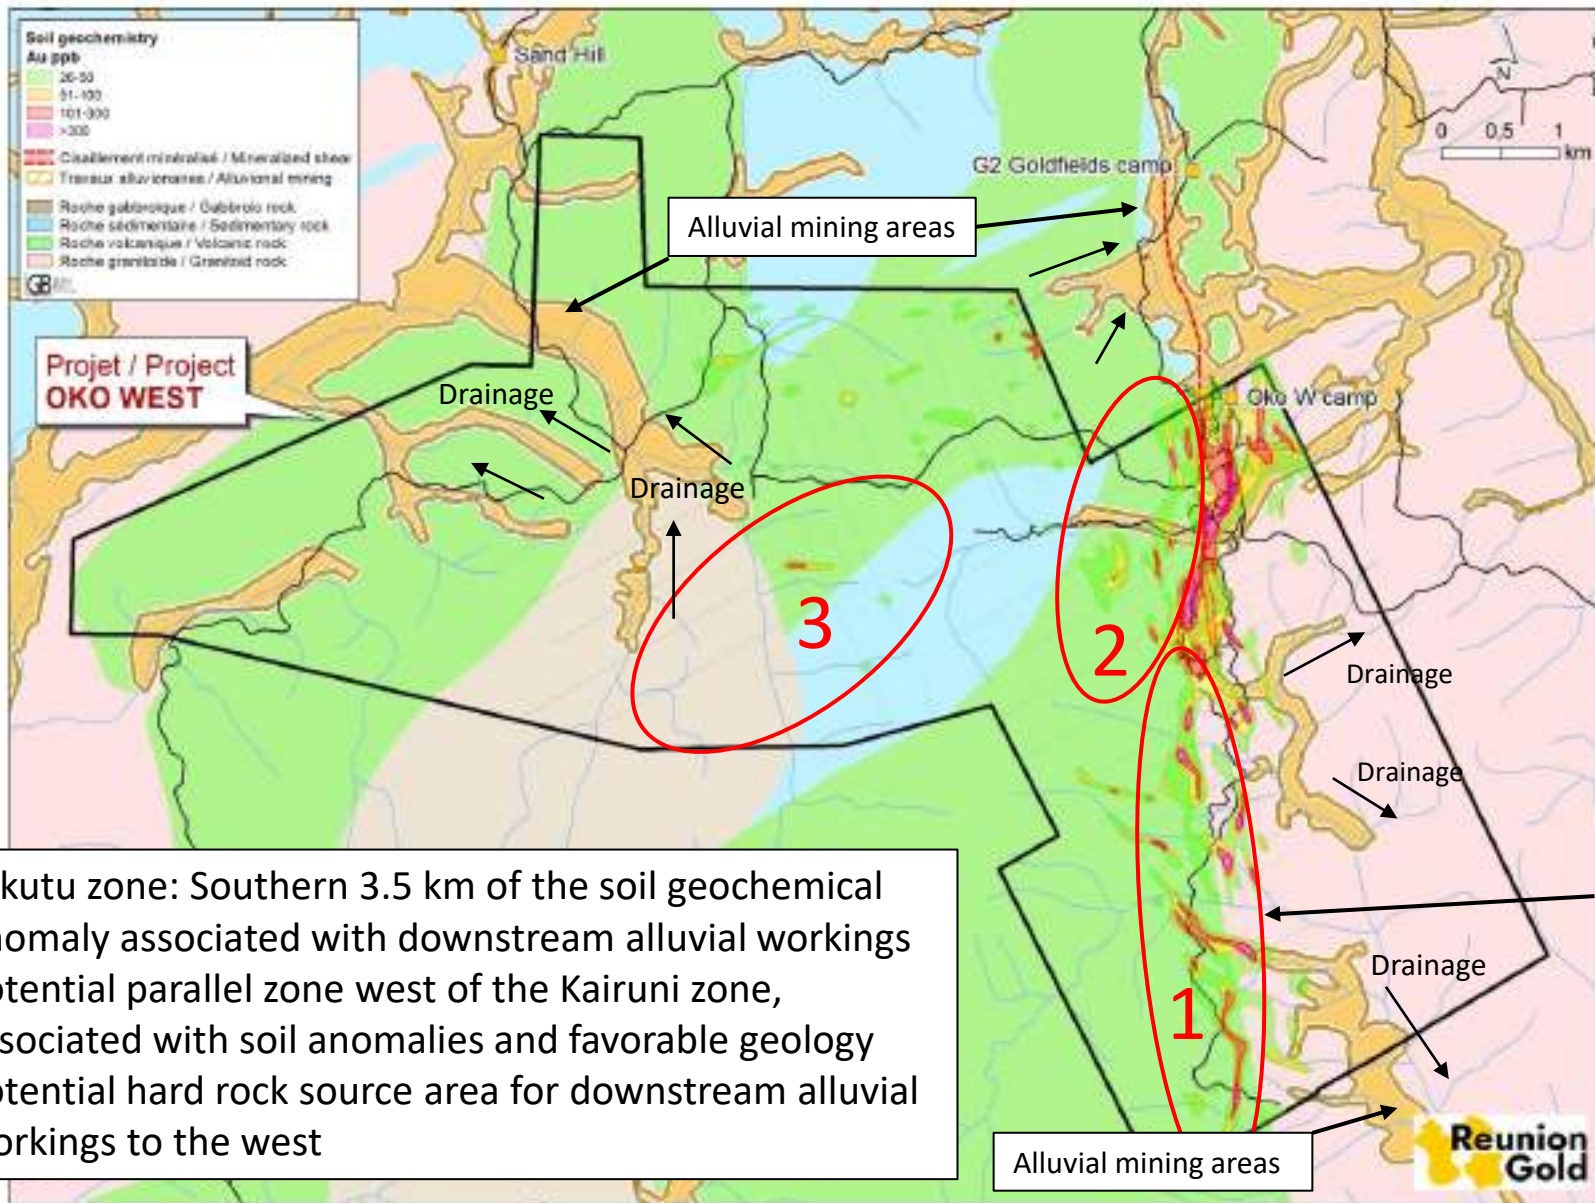 Soil geochemistry
Au ppb
26-50
51-100
101-300
>300
Cisaillement minéralisé / Mineralized shear
Travaux alluvionaires / Alluvional mining
Roche gabbroïque / Gabbroic rock
Roche sédimentaire / Sedimentary rock
Roche volcanique / Volcanic rock
Roche granitoïde / Granitoid rock
Sand Hill
N
0 0,5 1
km
G2 Goldfields camp
Alluvial mining areas
Projet / Project
OKO WEST
Drainage
Oko W camp
Drainage
3
2
Drainage
Drainage
kutu zone: Southern 3.5 km of the soil geochemical
nomaly associated with downstream alluvial workings
otential parallel zone west of the Kairuni zone,
ssociated with soil anomalies and favorable geology
otential hard rock source area for downstream alluvial
orkings to the west
Drainage
1
Alluvial mining areas
Reunion
Gold